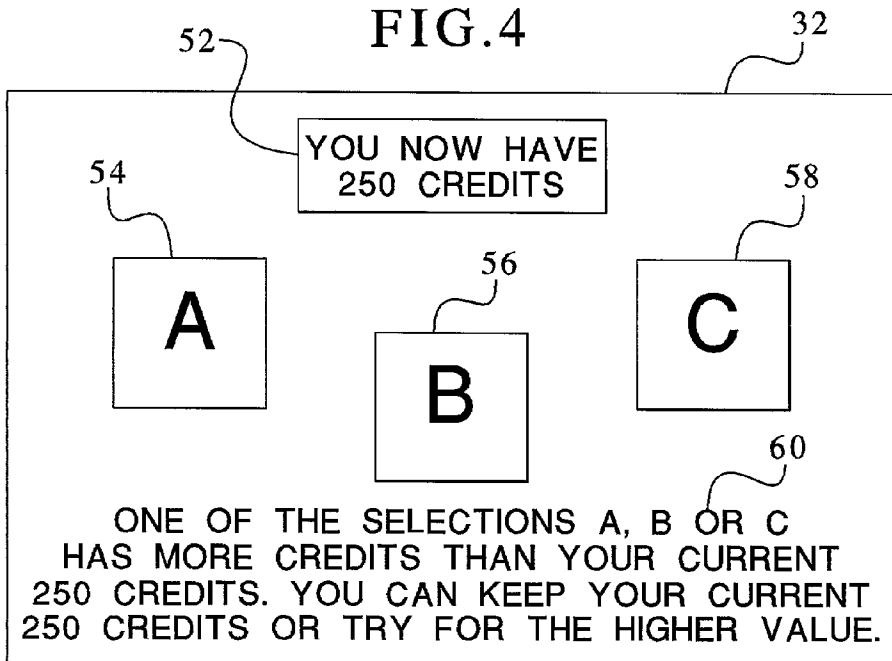 FIG.4
52
32
YOU NOW HAVE
250 CREDITS
54
58
56
A
B
C
60
ONE OF THE SELECTIONS A, B OR C
HAS MORE CREDITS THAN YOUR CURRENT
250 CREDITS. YOU CAN KEEP YOUR CURRENT
250 CREDITS OR TRY FOR THE HIGHER VALUE.